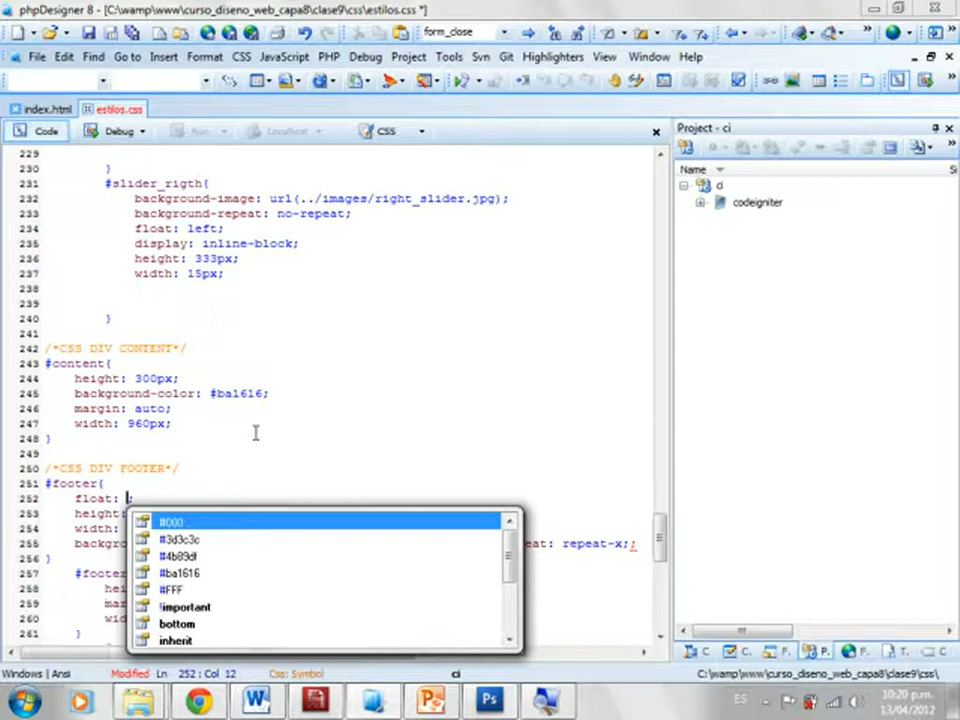 phpDesigner 8 - [C:\wamp\www\curso_diseno_web_capa8\clase9\css\estilos.css *]
form_close
File Edit Find Go to Insert Format CSS JavaScript PHP Debug Project Tools Svn Git Highlighters View Window Help
index.html estilos.css
Code Debug Run Localhost CSS
Project - ci
Name S
ci
codeigniter
229
230 }
231 #slider_rigth{
232 background-image: url(../images/right_slider.jpg);
233 background-repeat: no-repeat;
234 float: left;
235 display: inline-block;
236 height: 333px;
237 width: 15px;
238
239
240 }
241
242 /*CSS DIV CONTENT*/
243 #content{
244 height: 300px;
245 background-color: #ba1616;
246 margin: auto;
247 width: 960px;
248 }
249
250 /*CSS DIV FOOTER*/
251 #footer{
252 float: ;
253 height:
254 width:
255 backgro eat: repeat-x;;
256 }
257 #footer
258 hei
259 mar
260 wid
261 }
#000
#3d3c3c
#4b89df
#ba1616
#FFF
!important
bottom
inherit
C. C. F. P. F. T. C
Windows | Ansi Modified Ln 252 : Col 12 Css: Symbol ci C:\wamp\www\curso_diseno_web_capa8\clase9\css\
ES 10:20 p.m.
13/04/2012